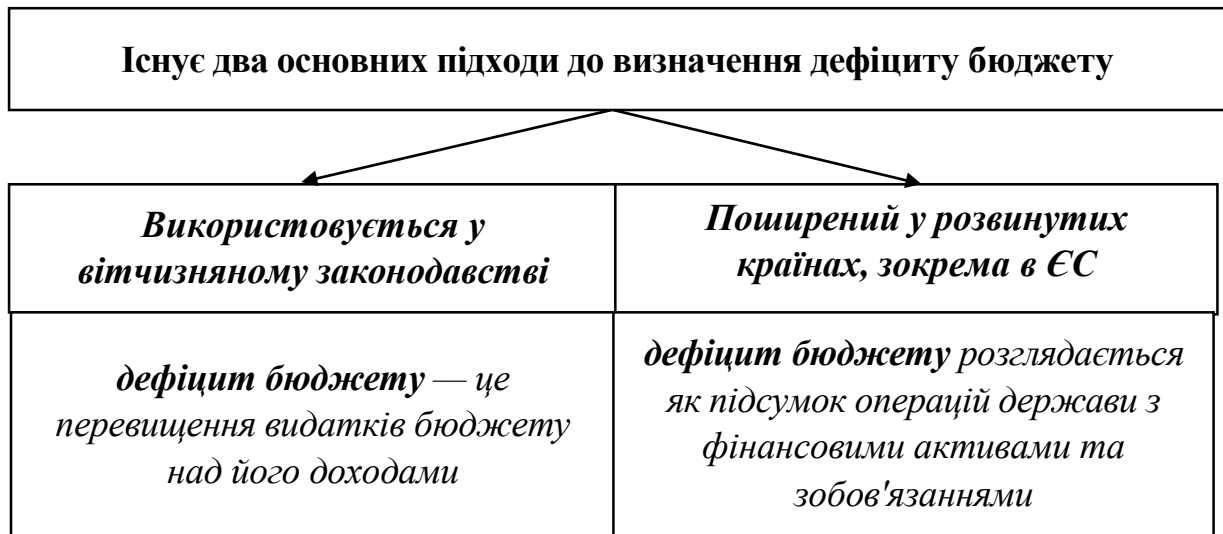 Існує два основних підходи до визначення дефіциту бюджету
Використовується у
вітчизняному законодавстві
Поширений у розвинутих
країнах, зокрема в ЄС
дефіцит бюджету — це
перевищення видатків бюджету
над його доходами
дефіцит бюджету розглядається
як підсумок операцій держави з
фінансовими активами та
зобов'язаннями